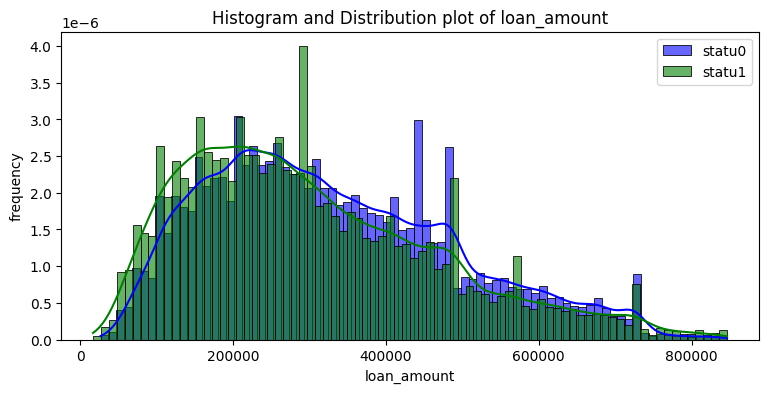 Histogram and Distribution plot of loan_amount
1e−6
4.0
3.5
3.0
2.5
2.0
1.5
1.0
0.5
0.0
frequency
statu0
statu1
0
200000
400000
600000
800000
loan_amount